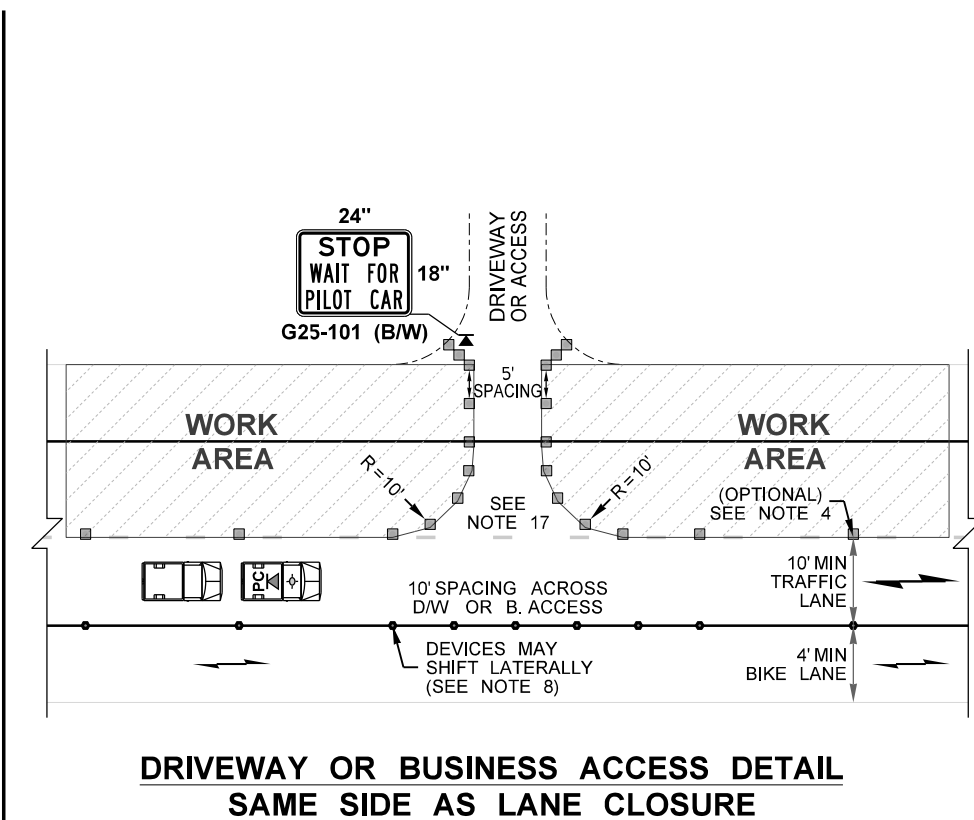 24"
STOP
WAIT FOR
PILOT CAR
18"
G25-101 (B/W)
DRIVEWAY
OR ACCESS
5'
SPACING
WORK
AREA
WORK
AREA
R=10'
R=10'
SEE
NOTE 17
(OPTIONAL)
SEE NOTE 4
PC
10' SPACING ACROSS
D/W OR B. ACCESS
10' MIN
TRAFFIC
LANE
DEVICES MAY
SHIFT LATERALLY
(SEE NOTE 8)
4' MIN
BIKE LANE
DRIVEWAY OR BUSINESS ACCESS DETAIL
SAME SIDE AS LANE CLOSURE